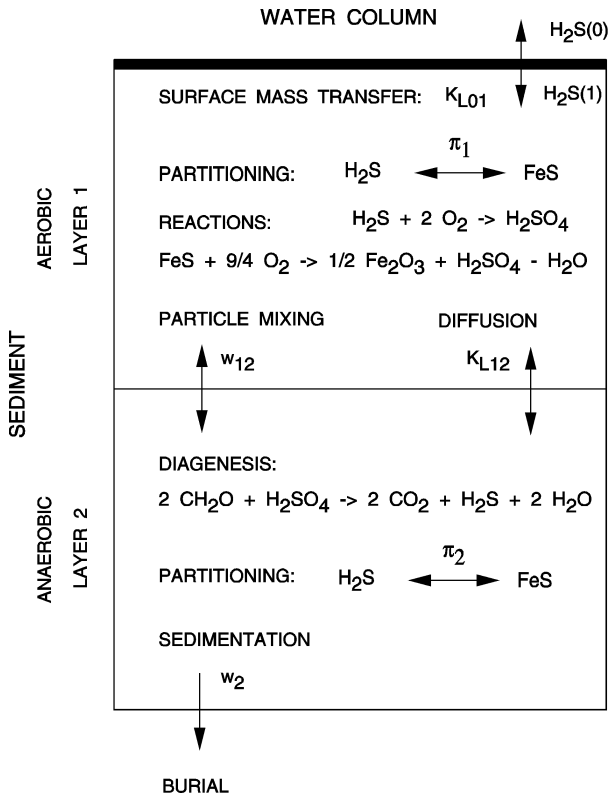 WATER COLUMN
H₂S(0)
SURFACE MASS TRANSFER: K_L01 H₂S(1)
π₁
PARTITIONING: H₂S FeS
REACTIONS: H₂S + 2 O₂ -> H₂SO₄
FeS + 9/4 O₂ -> 1/2 Fe₂O₃ + H₂SO₄ - H₂O
PARTICLE MIXING DIFFUSION
w₁₂ K_L12
AEROBIC
LAYER 1
SEDIMENT
DIAGENESIS:
2 CH₂O + H₂SO₄ -> 2 CO₂ + H₂S + 2 H₂O
π₂
PARTITIONING: H₂S FeS
SEDIMENTATION
w₂
ANAEROBIC
LAYER 2
BURIAL